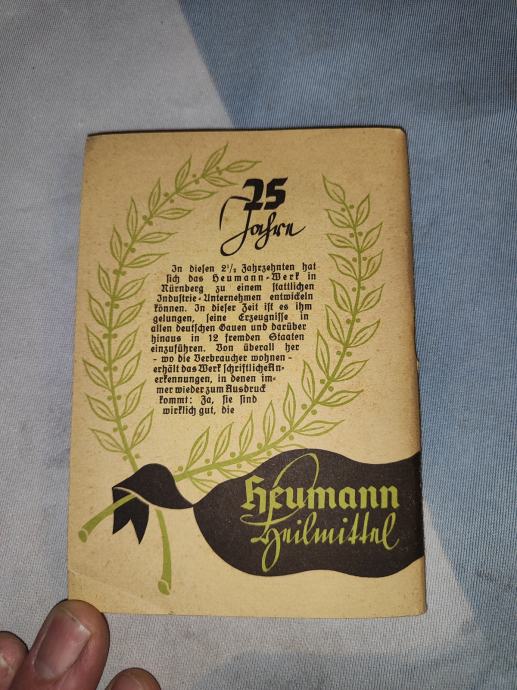 25
Jahre
In diesen 2½ Jahrzehnten hat
sich das Heumann-Werk in
Nürnberg zu einem stattlichen
Industrie-Unternehmen entwickeln
können. In dieser Zeit ist es ihm
gelungen, seine Erzeugnisse in
allen deutschen Gauen und darüber
hinaus in 12 fremden Staaten
einzuführen. Von überall her
- wo die Verbraucher wohnen -
erhält das Werk schriftliche An-
erkennungen, in denen im-
mer wieder zum Ausdruck
kommt: Ja, sie sind
wirklich gut, die
Heumann
Heilmittel